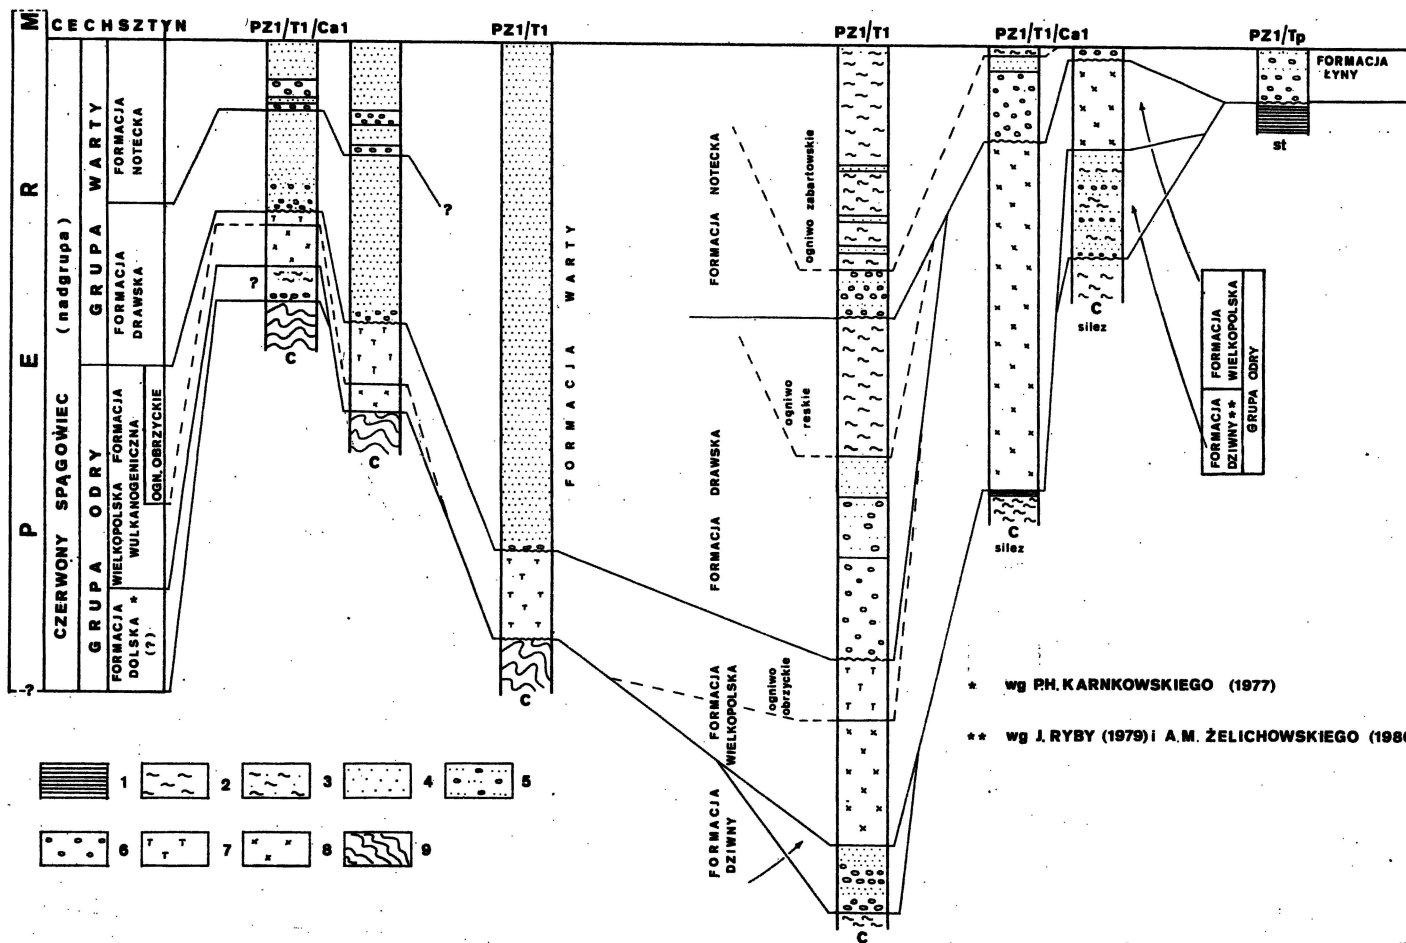 M
CECHSZTYN
PZ1/T1/Ca1
PZ1/T1
PZ1/T1
PZ1/T1/Ca1
PZ1/Tp
PER
CZERWONY SPĄGOWIEC (nadgrupa)
GRUPA WARTY
GRUPA ODRY
FORMACJA NOTECKA
FORMACJA DRAWSKA
WIELKOPOLSKA FORMACJA WULKANOGENICZNA
OGN. OBRZYCKIE
FORMACJA DOLSKA * (?)
?
?
C
C
?
C
FORMACJA WARTY
FORMACJA NOTECKA
ogniwo zabartowskie
FORMACJA DRAWSKA
ogniwo reskie
FORMACJA WIELKOPOLSKA
ogniwo obrzyckie
FORMACJA DZIWNY
C
C
silez
C
silez
st
FORMACJA
ŁYNY
FORMACJA WIELKOPOLSKA
FORMACJA DZIWNY **
GRUPA ODRY
* wg P.H. KARNKOWSKIEGO (1977)
** wg J. RYBY (1979) i A.M. ŻELICHOWSKIEGO (198
1 2 3 4 5
6 7 8 9